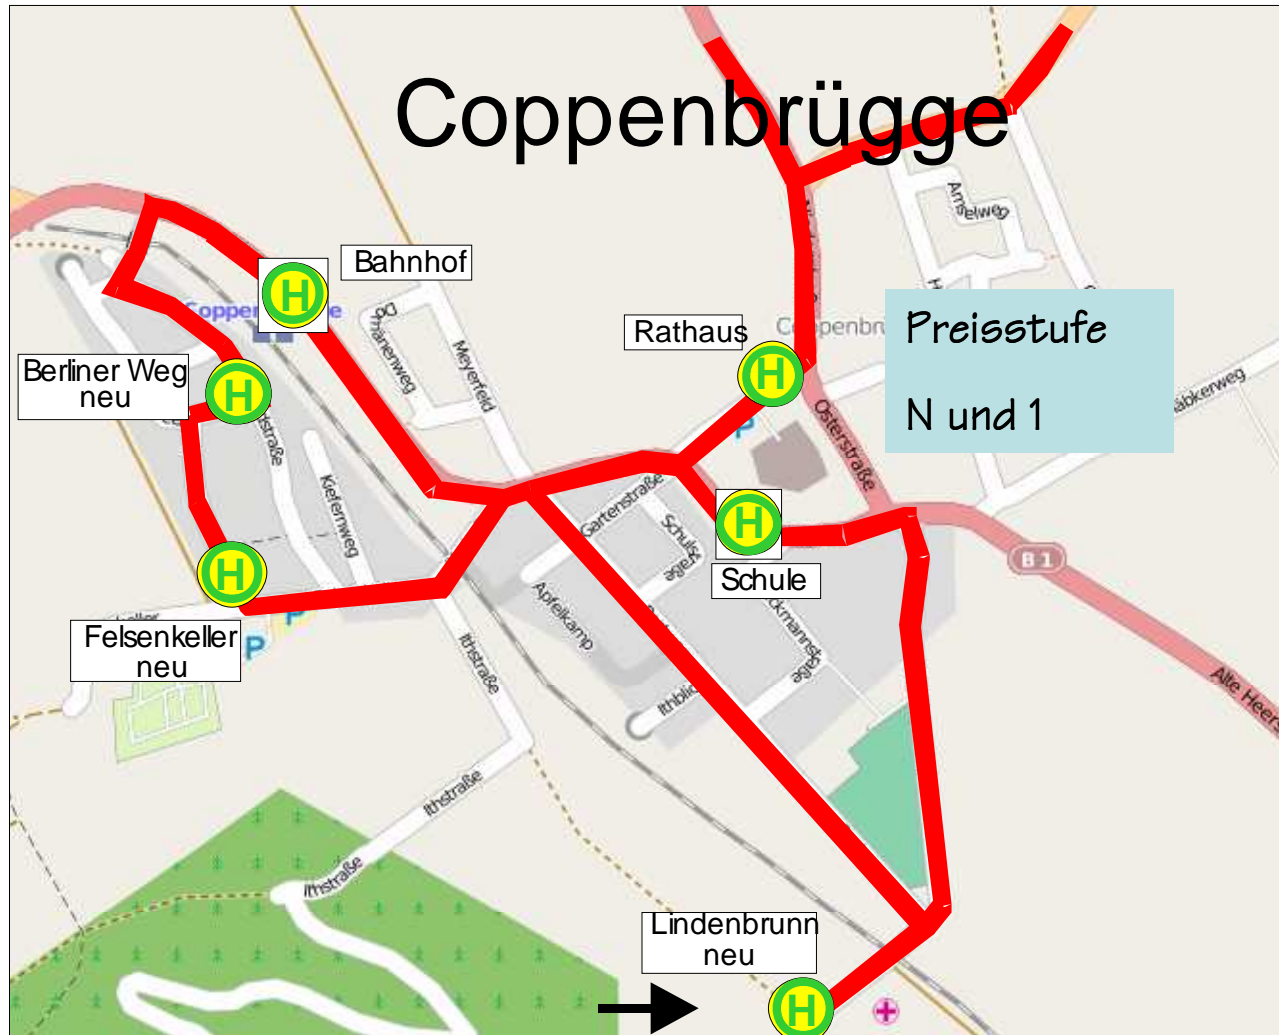 Coppenbrügge
Amselweg
Bahnhof
H
Rathaus
H
Preisstufe
N und 1
Meyerfeld
Berliner Weg
neu
H
Osterstraße
Kiefernweg
Gartenstraße
Schulstraße
H
Schule
B 1
H
Felsenkeller
neu
P
P
P
Apfelkamp
Ithstraße
Alte Heers
Ithstraße
Ithstraße
Lindenbrunn
neu
H